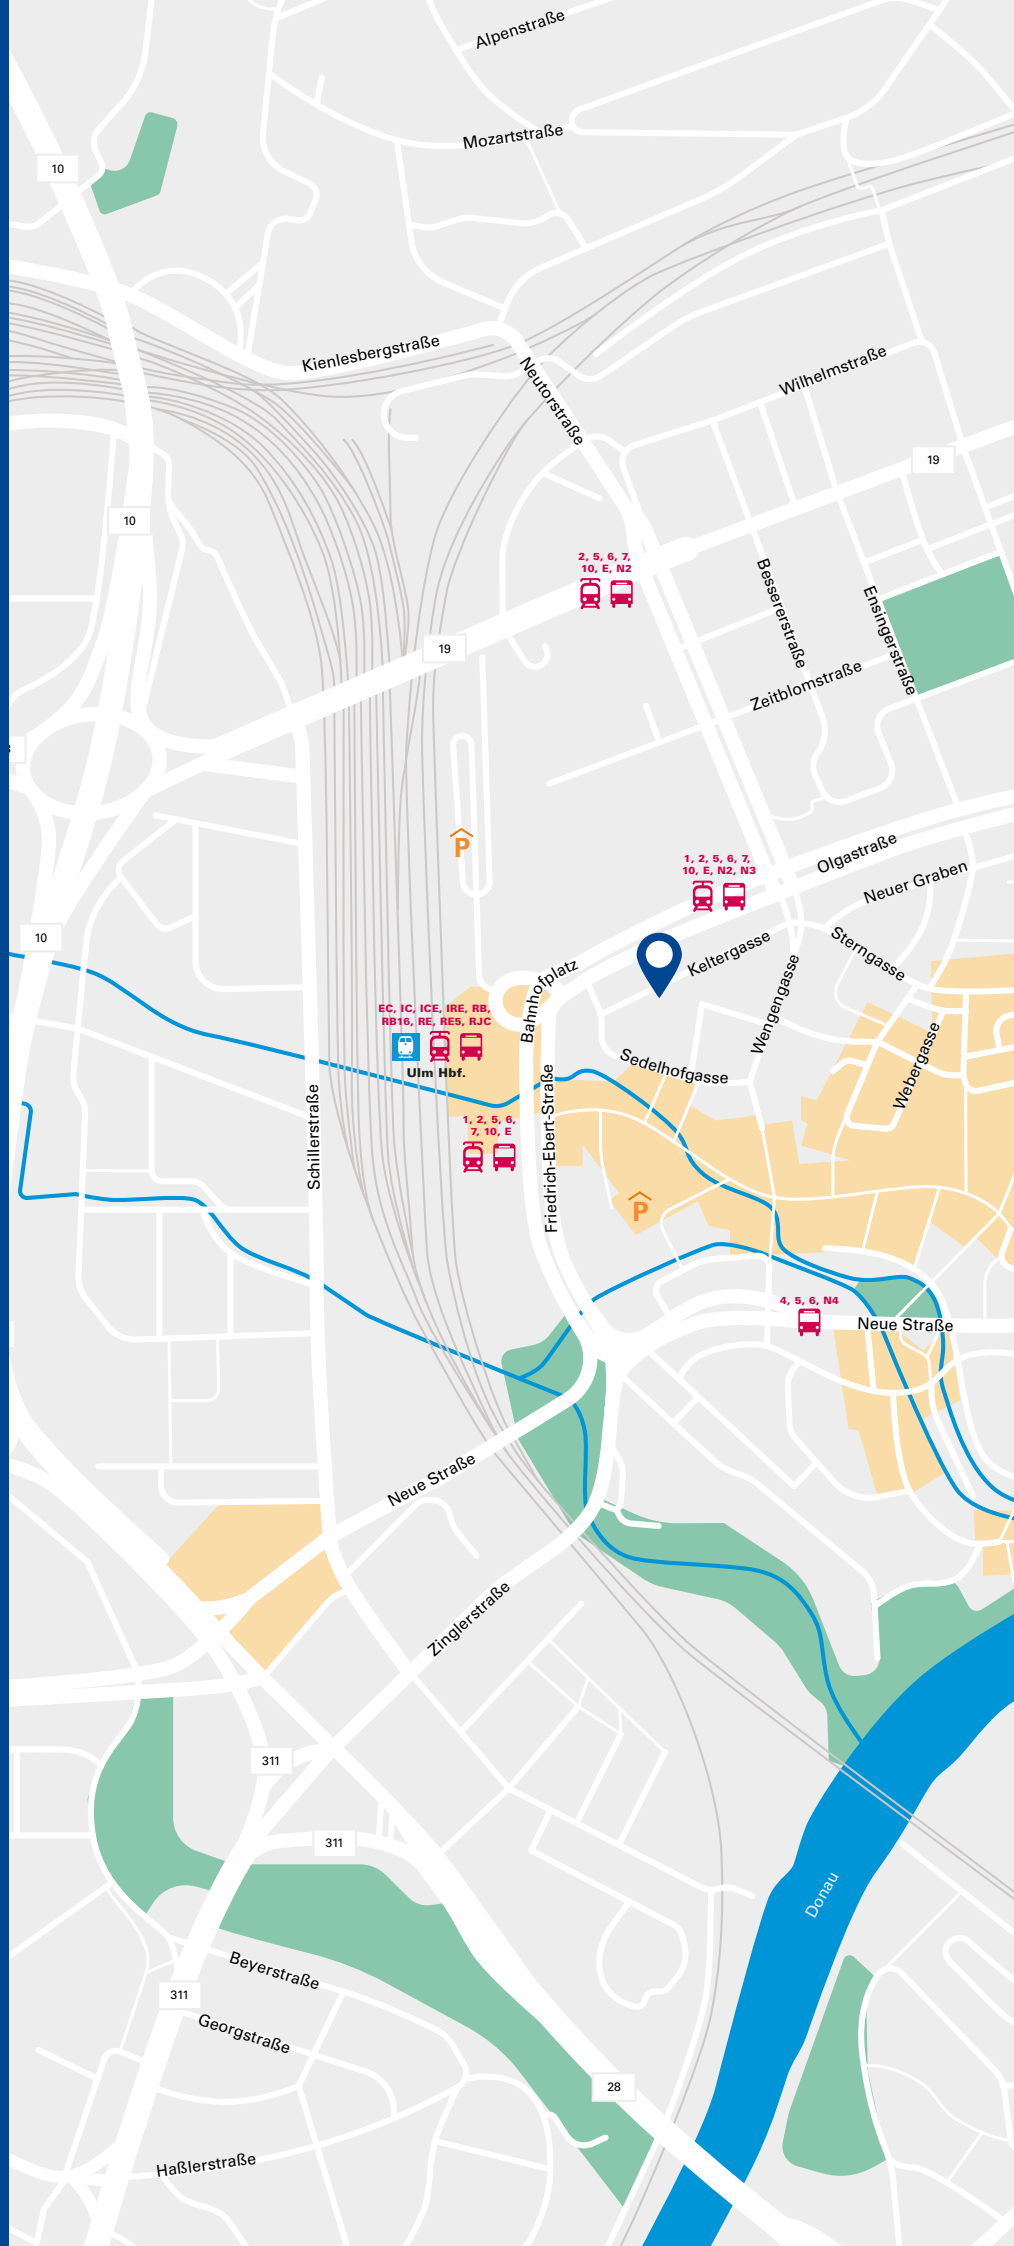 Alpenstraße
Mozartstraße
10
Kienlesbergstraße
Neutorstraße
Wilhelmstraße
19
10
2, 5, 6, 7,
10, E, N2
Bessererstraße
Ensingerstraße
19
Zeitblomstraße
P
1, 2, 5, 6, 7,
10, E, N2, N3
Olgastraße
Neuer Graben
10
Keltergasse
Sterngasse
Bahnhofplatz
Wengengasse
EC, IC, ICE, IRE, RB,
RB16, RE, RE5, RJC
Ulm Hbf.
Sedelhofgasse
Webergasse
1, 2, 5, 6,
7, 10, E
Schillerstraße
Friedrich-Ebert-Straße
P
4, 5, 6, N4
Neue Straße
Neue Straße
Zinglerstraße
311
311
Donau
Beyerstraße
311
Georgstraße
28
Haßlerstraße